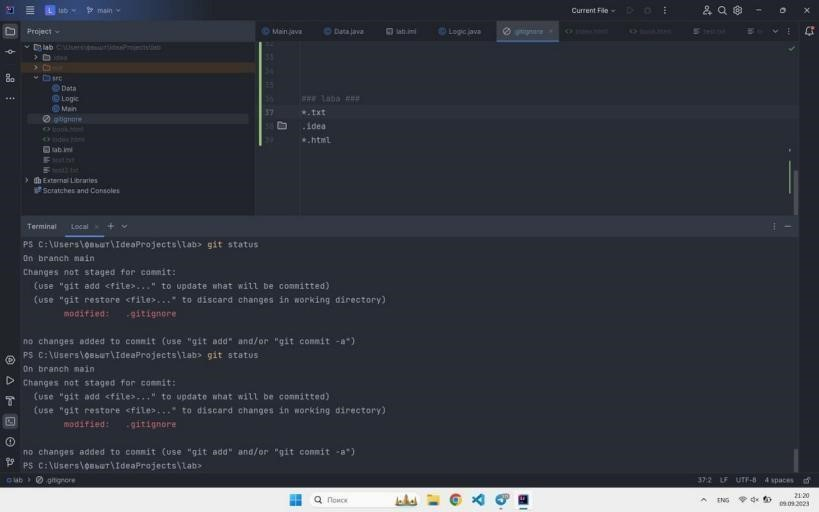 L lab main Current File
Project
Main.java Data.java lab.iml Logic.java .gitignore index.html book.html test.txt
lab C:\Users\фвышт\IdeaProjects\lab
.idea
out
src
Data
Logic
Main
.gitignore
book.html
index.html
lab.iml
test.txt
test2.txt
External Libraries
Scratches and Consoles
32
33
34
35
36 ### laba ###
37 *.txt
38 .idea
39 *.html
Terminal Local
PS C:\Users\фвышт\IdeaProjects\lab> git status
On branch main
Changes not staged for commit:
(use "git add <file>..." to update what will be committed)
(use "git restore <file>..." to discard changes in working directory)
modified: .gitignore
no changes added to commit (use "git add" and/or "git commit -a")
PS C:\Users\фвышт\IdeaProjects\lab> git status
On branch main
Changes not staged for commit:
(use "git add <file>..." to update what will be committed)
(use "git restore <file>..." to discard changes in working directory)
modified: .gitignore
no changes added to commit (use "git add" and/or "git commit -a")
PS C:\Users\фвышт\IdeaProjects\lab>
lab > .gitignore 37:2 LF UTF-8 4 spaces
Поиск ENG 21:20
09.09.2023